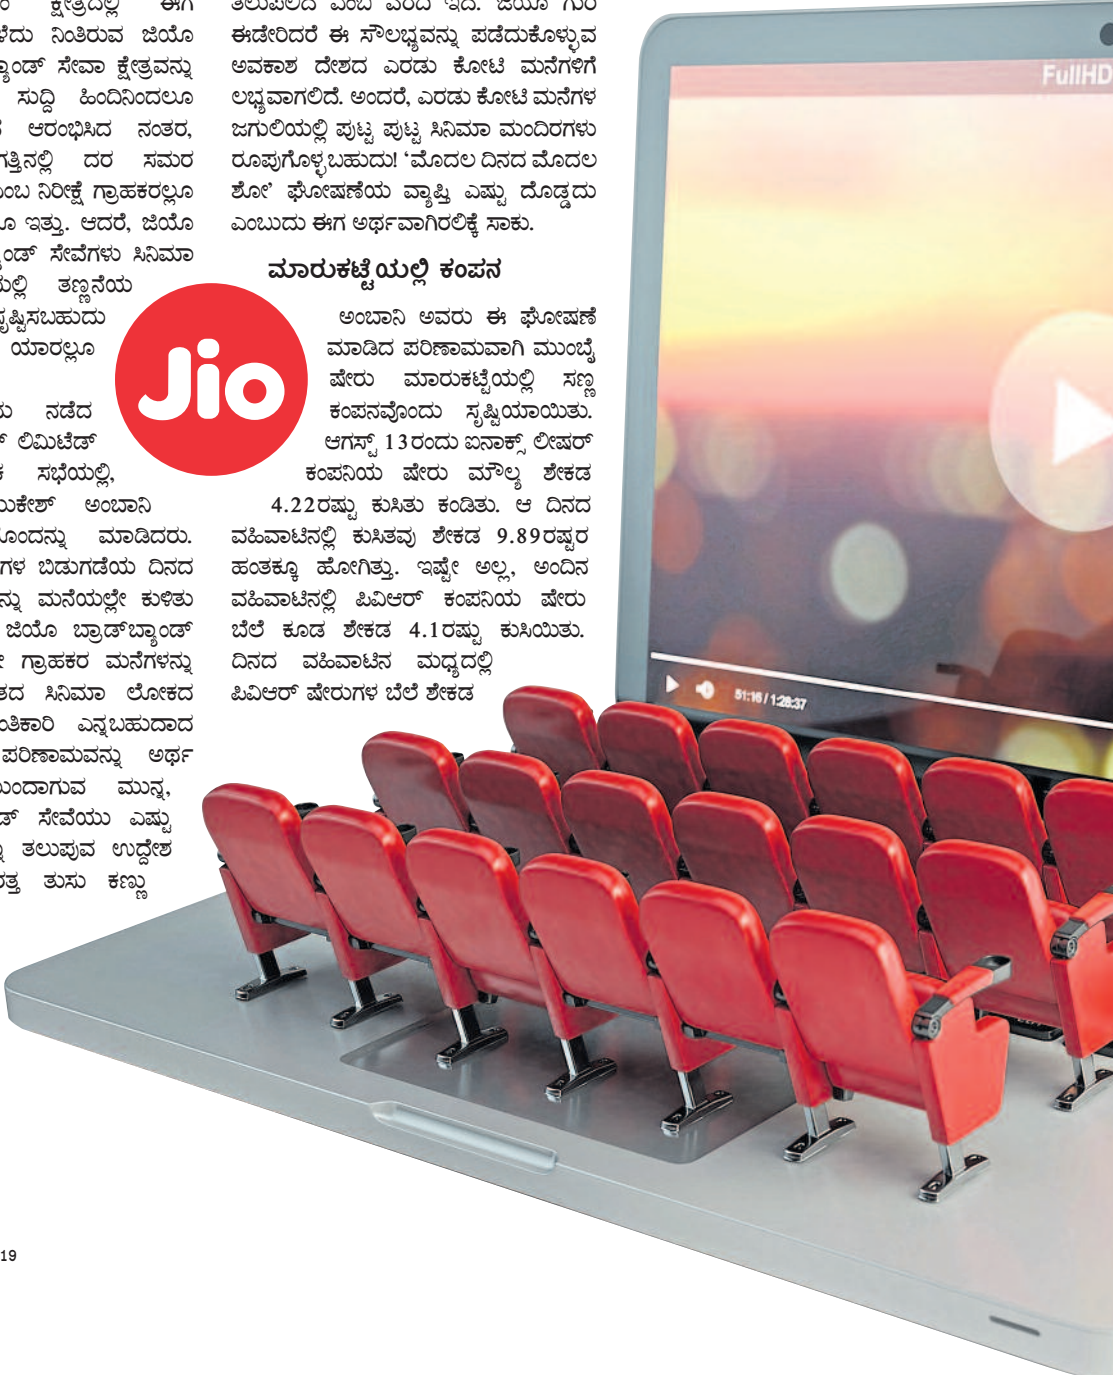 ಕ್ಷೇತ್ರದಲ್ಲಿ ಈಗ
ನಿಂತಿರುವ ಜಿಯೊ
ಸೇವಾ ಕ್ಷೇತ್ರವನ್ನು
ಸುದ್ದಿ ಹಿಂದಿನಿಂದಲೂ
ಆರಂಭಿಸಿದ ನಂತರ,
ದರ ಸಮರ
ನಿರೀಕ್ಷೆ ಗ್ರಾಹಕರಲ್ಲೂ
ಇತ್ತು. ಆದರೆ, ಜಿಯೊ
ಸೇವೆಗಳು ಸಿನಿಮಾ
ತಣ್ಣನೆಯ
ಯಾರಲ್ಲೂ
ನಡೆದ
ಲಿಮಿಟೆಡ್
ಸಭೆಯಲ್ಲಿ,
ಅಂಬಾನಿ
ಮಾಡಿದರು.
ಬಿಡುಗಡೆಯ ದಿನದ
ಮನೆಯಲ್ಲೇ ಕುಳಿತು
ಜಿಯೊ ಬ್ರಾಡ್‌ಬ್ಯಾಂಡ್
ಗ್ರಾಹಕರ ಮನೆಗಳನ್ನು
ಸಿನಿಮಾ ಲೋಕದ
ಎನ್ನಬಹುದಾದ
ಪರಿಣಾಮವನ್ನು ಅರ್ಥ
ಮುನ್ನ,
ಸೇವೆಯು ಎಷ್ಟು
ತಲುಪುವ ಉದ್ದೇಶ
ತುಸು ಕಣ್ಣು
19
ಎಂಬ ವರದಿ ಇದೆ. ಜಿಯೊ ಗುರಿ
ಈಡೇರಿದರೆ ಈ ಸೌಲಭ್ಯವನ್ನು ಪಡೆದುಕೊಳ್ಳುವ
ಅವಕಾಶ ದೇಶದ ಎರಡು ಕೋಟಿ ಮನೆಗಳಿಗೆ
ಲಭ್ಯವಾಗಲಿದೆ. ಅಂದರೆ, ಎರಡು ಕೋಟಿ ಮನೆಗಳ
ಜಗುಲಿಯಲ್ಲಿ ಪುಟ್ಟ ಪುಟ್ಟ ಸಿನಿಮಾ ಮಂದಿರಗಳು
ರೂಪುಗೊಳ್ಳಬಹುದು! ‘ಮೊದಲ ದಿನದ ಮೊದಲ
ಶೋ’ ಘೋಷಣೆಯ ವ್ಯಾಪ್ತಿ ಎಷ್ಟು ದೊಡ್ಡದು
ಎಂಬುದು ಈಗ ಅರ್ಥವಾಗಿರಲಿಕ್ಕೆ ಸಾಕು.
ಮಾರುಕಟ್ಟೆಯಲ್ಲಿ ಕಂಪನ
ಅಂಬಾನಿ ಅವರು ಈ ಘೋಷಣೆ
ಮಾಡಿದ ಪರಿಣಾಮವಾಗಿ ಮುಂಬೈ
ಷೇರು ಮಾರುಕಟ್ಟೆಯಲ್ಲಿ ಸಣ್ಣ
ಕಂಪನವೊಂದು ಸೃಷ್ಟಿಯಾಯಿತು.
ಆಗಸ್ಟ್ 13ರಂದು ಐನಾಕ್ಸ್ ಲೀಷರ್
ಕಂಪನಿಯ ಷೇರು ಮೌಲ್ಯ ಶೇಕಡ
4.22ರಷ್ಟು ಕುಸಿತು ಕಂಡಿತು. ಆ ದಿನದ
ವಹಿವಾಟಿನಲ್ಲಿ ಕುಸಿತವು ಶೇಕಡ 9.89ರಷ್ಟರ
ಹಂತಕ್ಕೂ ಹೋಗಿತ್ತು. ಇಷ್ಟೇ ಅಲ್ಲ, ಅಂದಿನ
ವಹಿವಾಟಿನಲ್ಲಿ ಪಿವಿಆರ್ ಕಂಪನಿಯ ಷೇರು
ಬೆಲೆ ಕೂಡ ಶೇಕಡ 4.1ರಷ್ಟು ಕುಸಿಯಿತು.
ದಿನದ ವಹಿವಾಟಿನ ಮಧ್ಯದಲ್ಲಿ
ಪಿವಿಆರ್ ಷೇರುಗಳ ಬೆಲೆ ಶೇಕಡ
Jio
FullHD
51:16 / 1:28:37